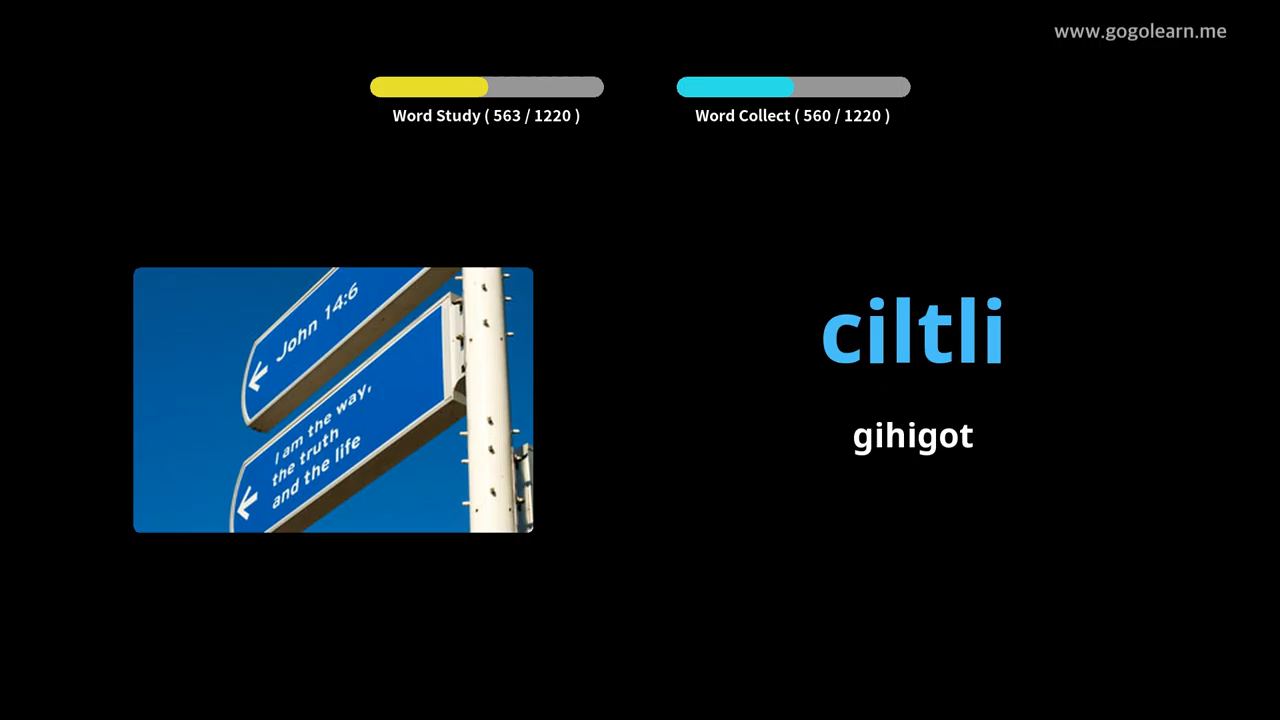 www.gogolearn.me
Word Study ( 563 / 1220 )
Word Collect ( 560 / 1220 )
John 14:6
I am the way,
the truth
and the life
ciltli
gihigot